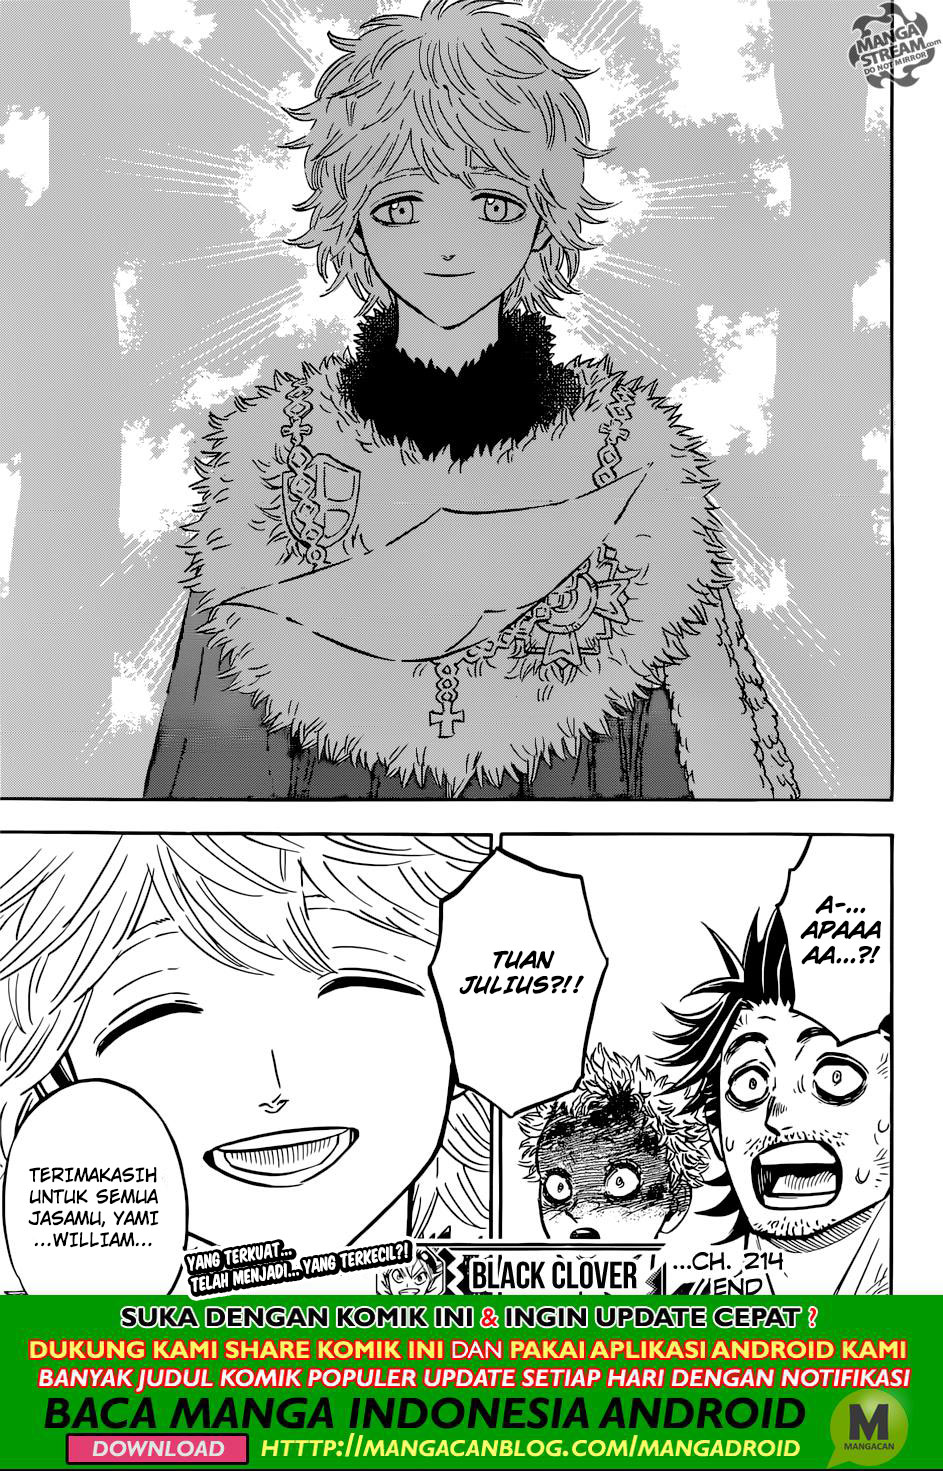 MANGA
STREAM.com
DO NOT MIRROR
A-...
APAAA
AA...?!
TUAN
JULIUS?!!
TERIMAKASIH
UNTUK SEMUA
JASAMU, YAMI
...WILLIAM...
YANG TERKUAT...
TELAH MENJADI... YANG TERKECIL?!
BLACK CLOVER
...CH. 214
END
SUKA DENGAN KOMIK INI & INGIN UPDATE CEPAT ?
DUKUNG KAMI SHARE KOMIK INI DAN PAKAI APLIKASI ANDROID KAMI
BANYAK JUDUL KOMIK POPULER UPDATE SETIAP HARI DENGAN NOTIFIKASI
BACA MANGA INDONESIA ANDROID
M
MANGACAN
DOWNLOAD
HTTTP://MANGACANBLOG.COM/MANGADROID